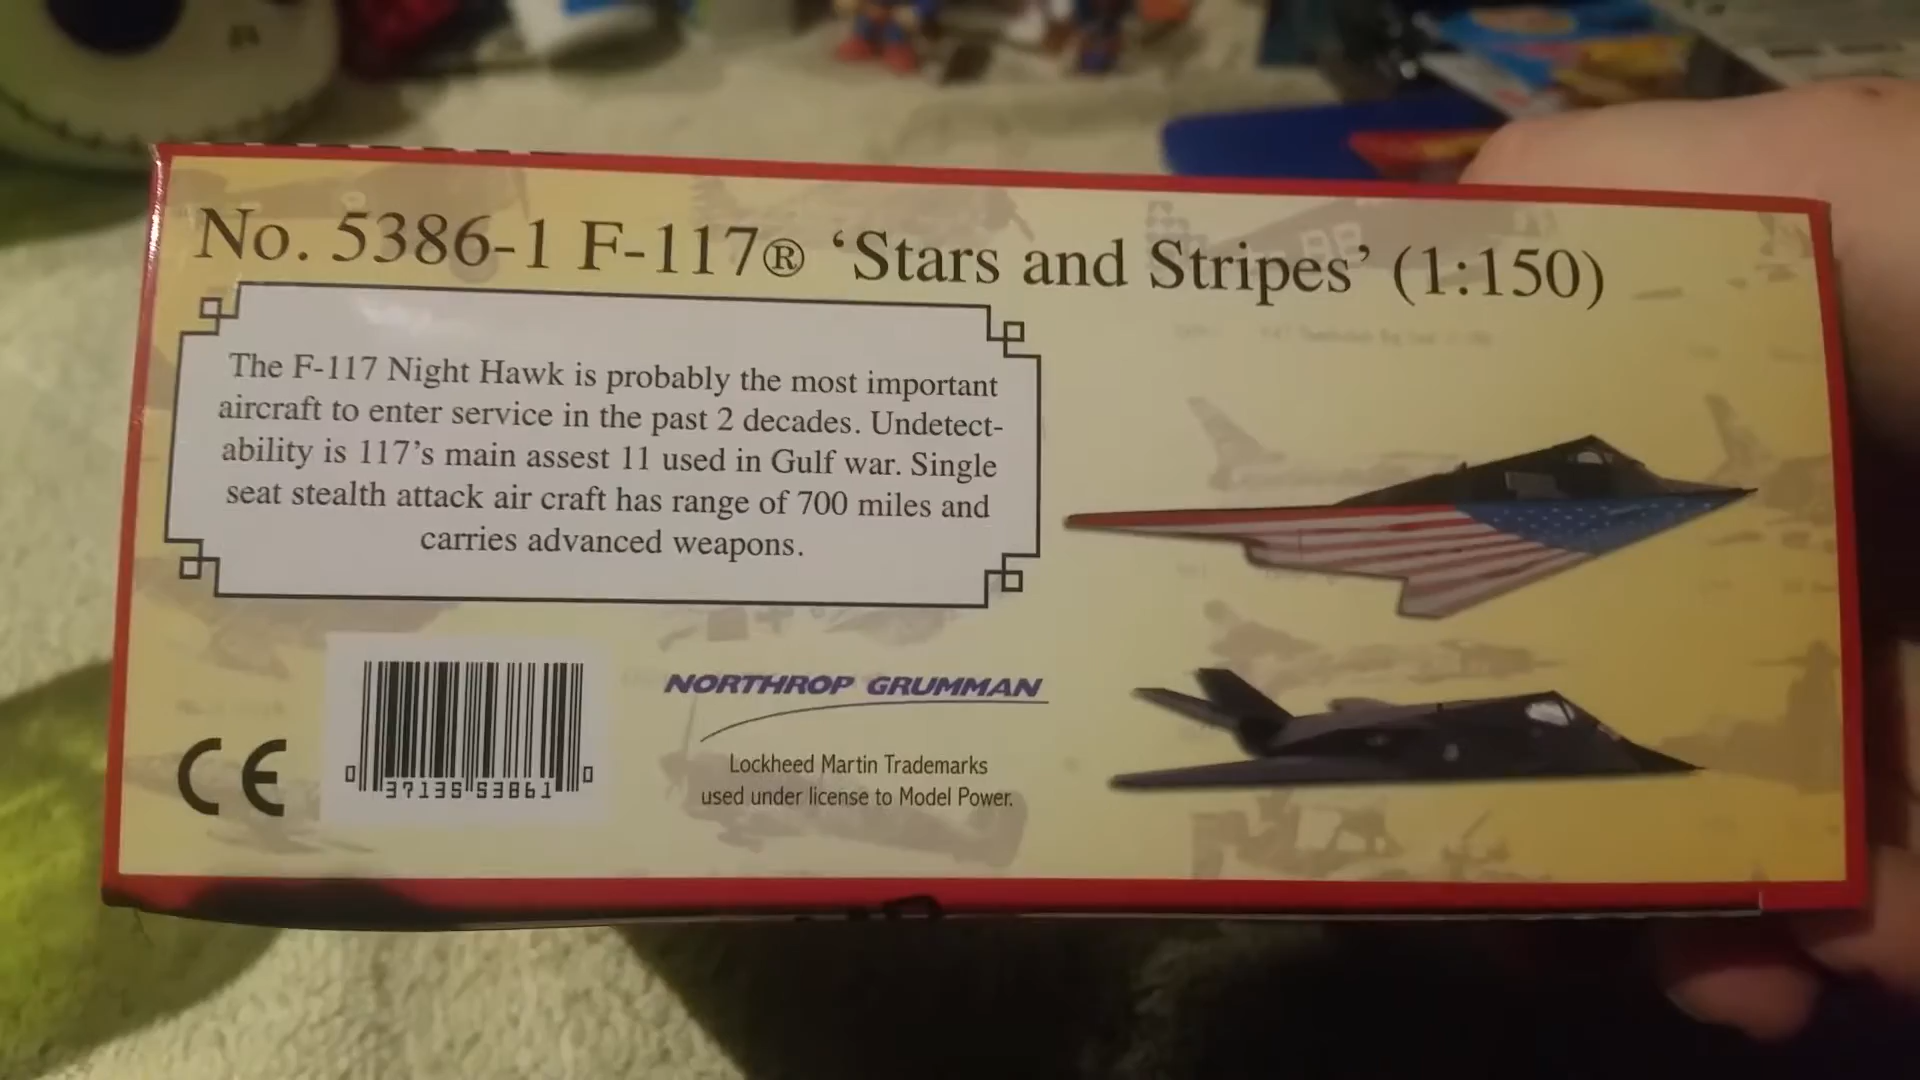 No. 5386-1 F-117® ‘Stars and Stripes’ (1:150)
The F-117 Night Hawk is probably the most important
aircraft to enter service in the past 2 decades. Undetect-
ability is 117’s main assest 11 used in Gulf war. Single
seat stealth attack air craft has range of 700 miles and
carries advanced weapons.
NORTHROP GRUMMAN
Lockheed Martin Trademarks
used under license to Model Power.
CE
0 37135 53861 0